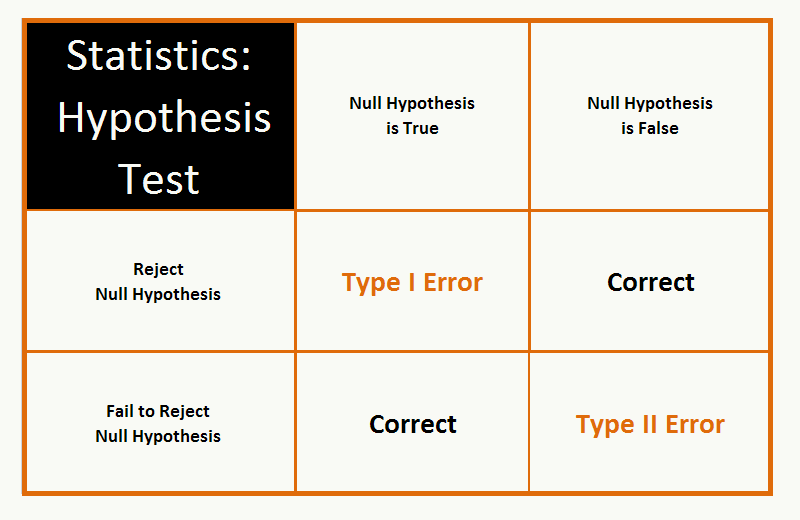 Statistics:
Hypothesis
Test
Null Hypothesis
is True
Null Hypothesis
is False
Reject
Null Hypothesis
Type I Error
Correct
Fail to Reject
Null Hypothesis
Correct
Type II Error